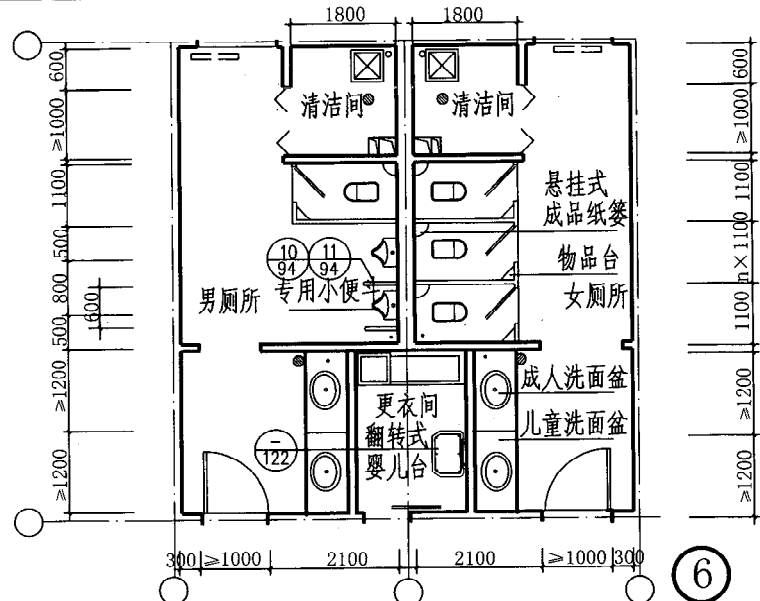 1800
1800
600
≥1000
1100
500
800
600
500
≥1200
≥1200
清洁间
清洁间
悬挂式
成品纸篓
物品台
女厕所
10
94
11
94
专用小便斗
男厕所
成人洗面盆
儿童洗面盆
更衣间
翻转式
婴儿台
一
122
600
≥1000
1100
n×1100
1100
≥1200
≥1200
300
≥1000
2100
2100
≥1000
300
6